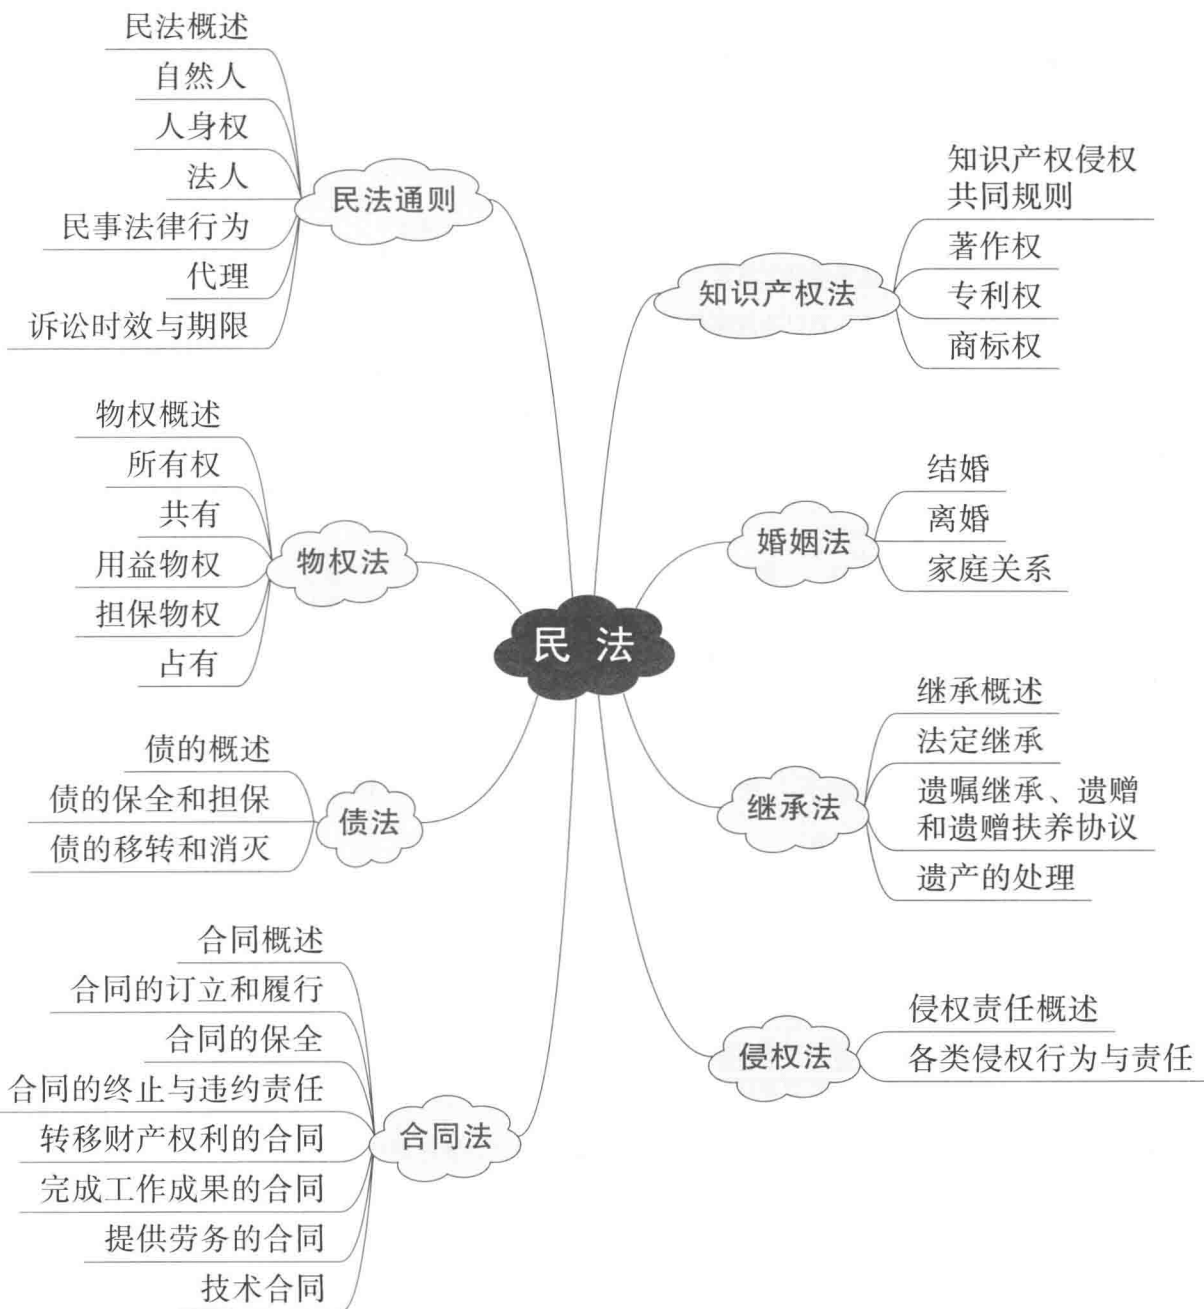 民法
民法通则
民法概述
自然人
人身权
法人
民事法律行为
代理
诉讼时效与期限
物权法
物权概述
所有权
共有
用益物权
担保物权
占有
债法
债的概述
债的保全和担保
债的移转和消灭
合同法
合同概述
合同的订立和履行
合同的保全
合同的终止与违约责任
转移财产权利的合同
完成工作成果的合同
提供劳务的合同
技术合同
知识产权法
知识产权侵权
共同规则
著作权
专利权
商标权
婚姻法
结婚
离婚
家庭关系
继承法
继承概述
法定继承
遗嘱继承、遗赠
和遗赠扶养协议
遗产的处理
侵权法
侵权责任概述
各类侵权行为与责任